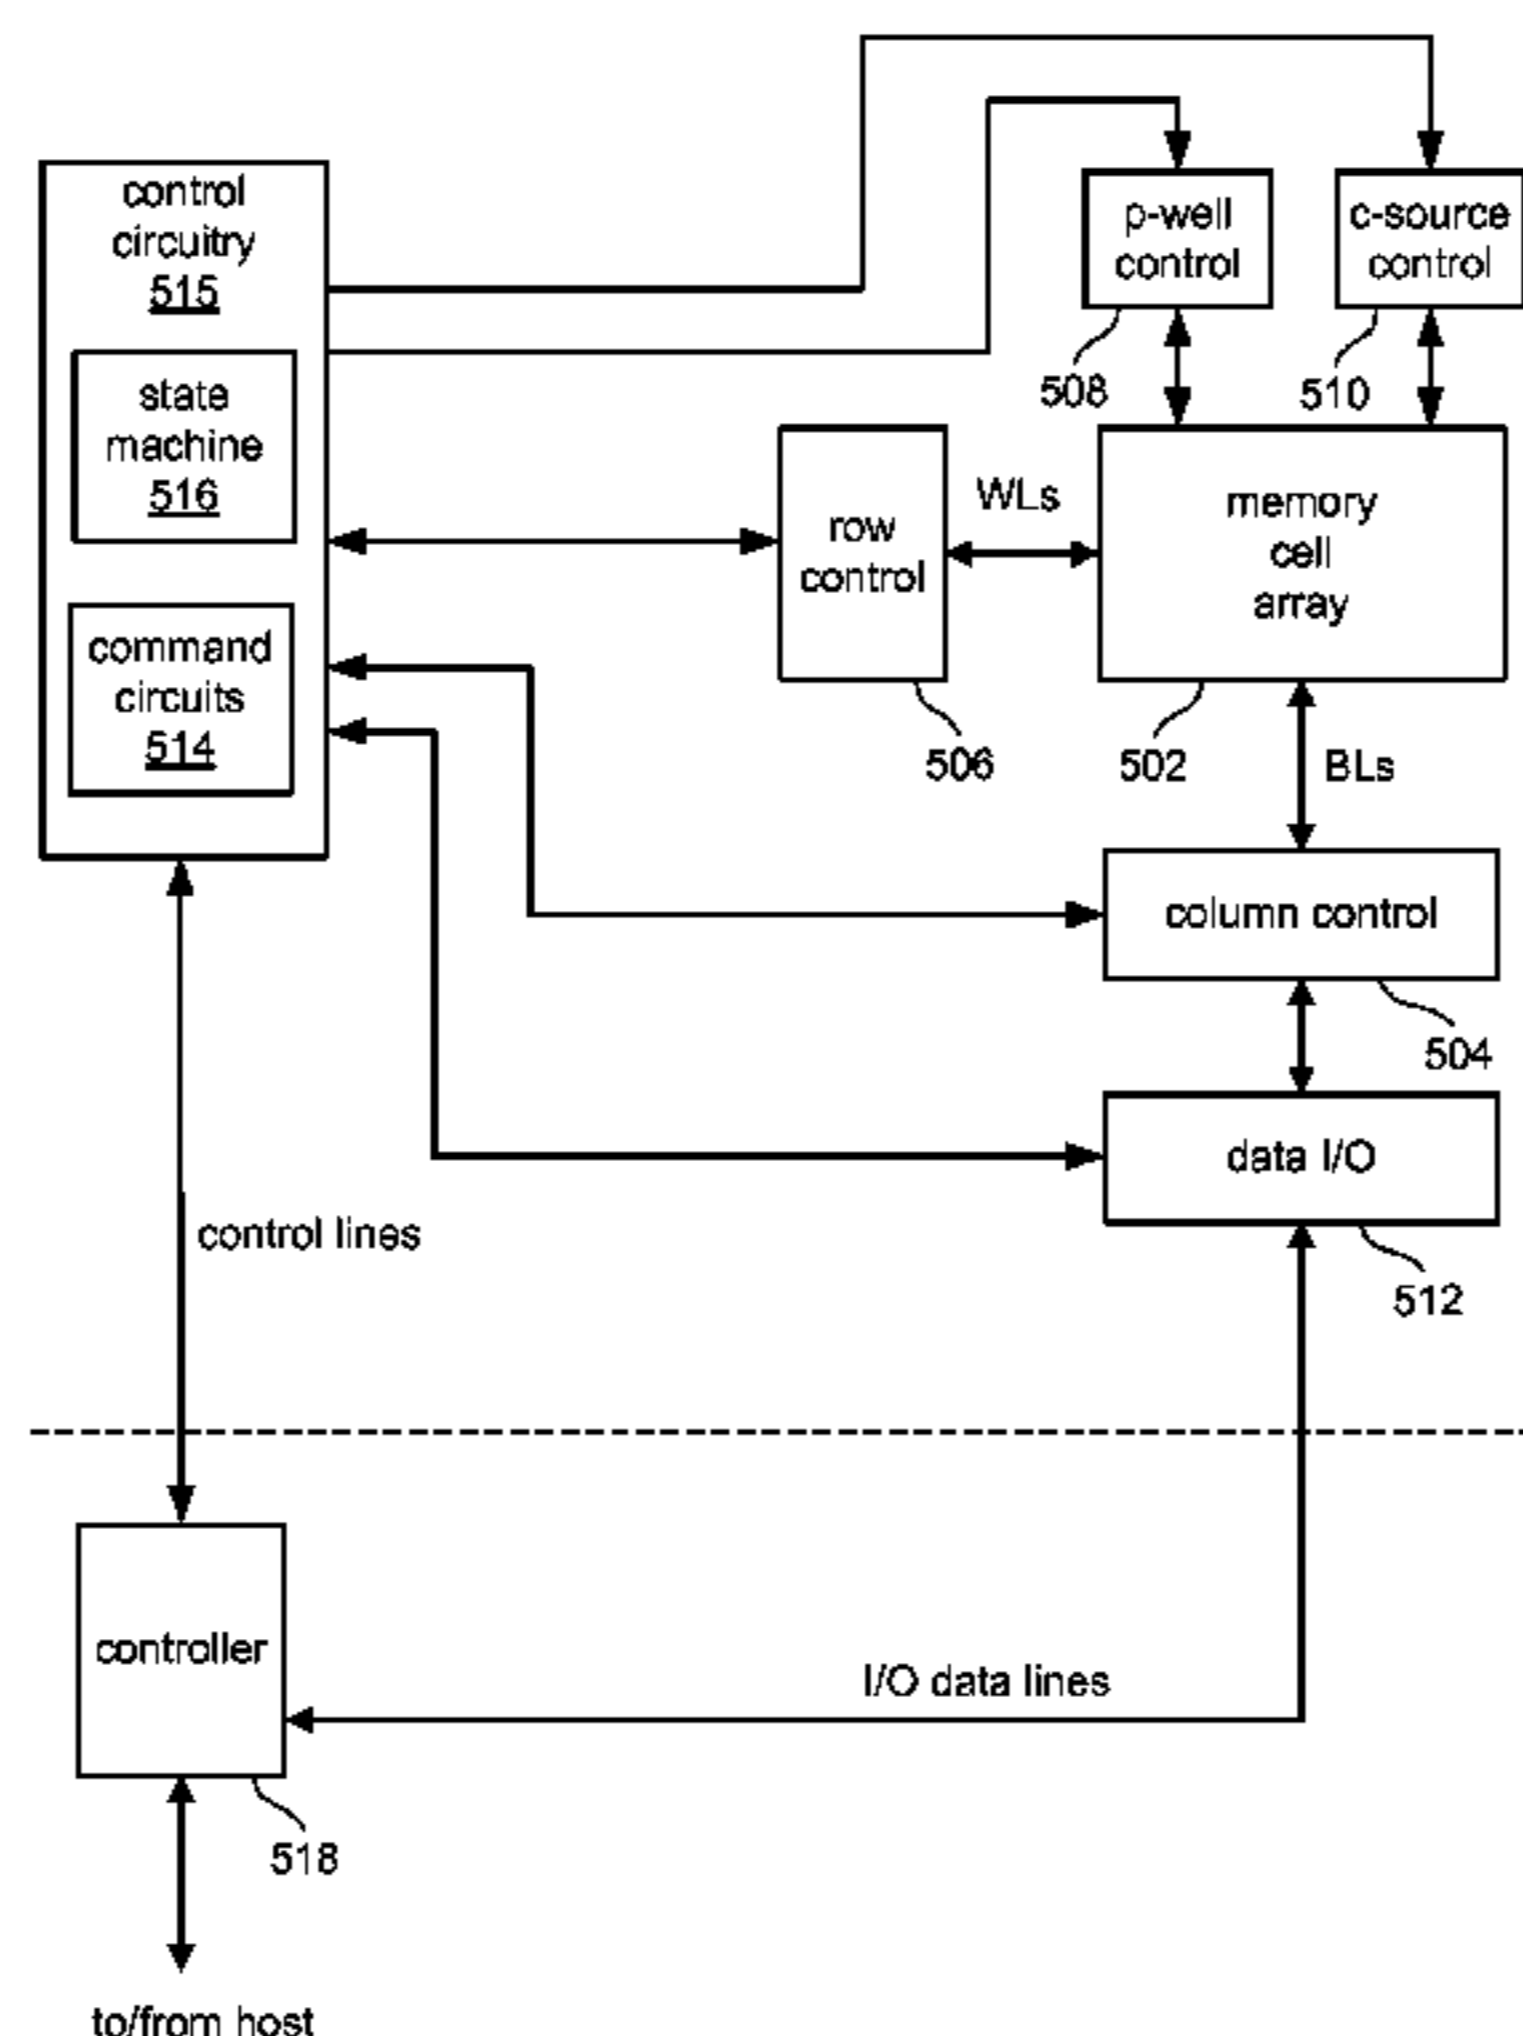 control
circuitry
515
state
machine
516
command
circuits
514
p-well
control
508
c-source
control
510
row
control
506
WLs
memory
cell
array
502
BLs
column control
504
data I/O
512
control lines
controller
518
I/O data lines
to/from host